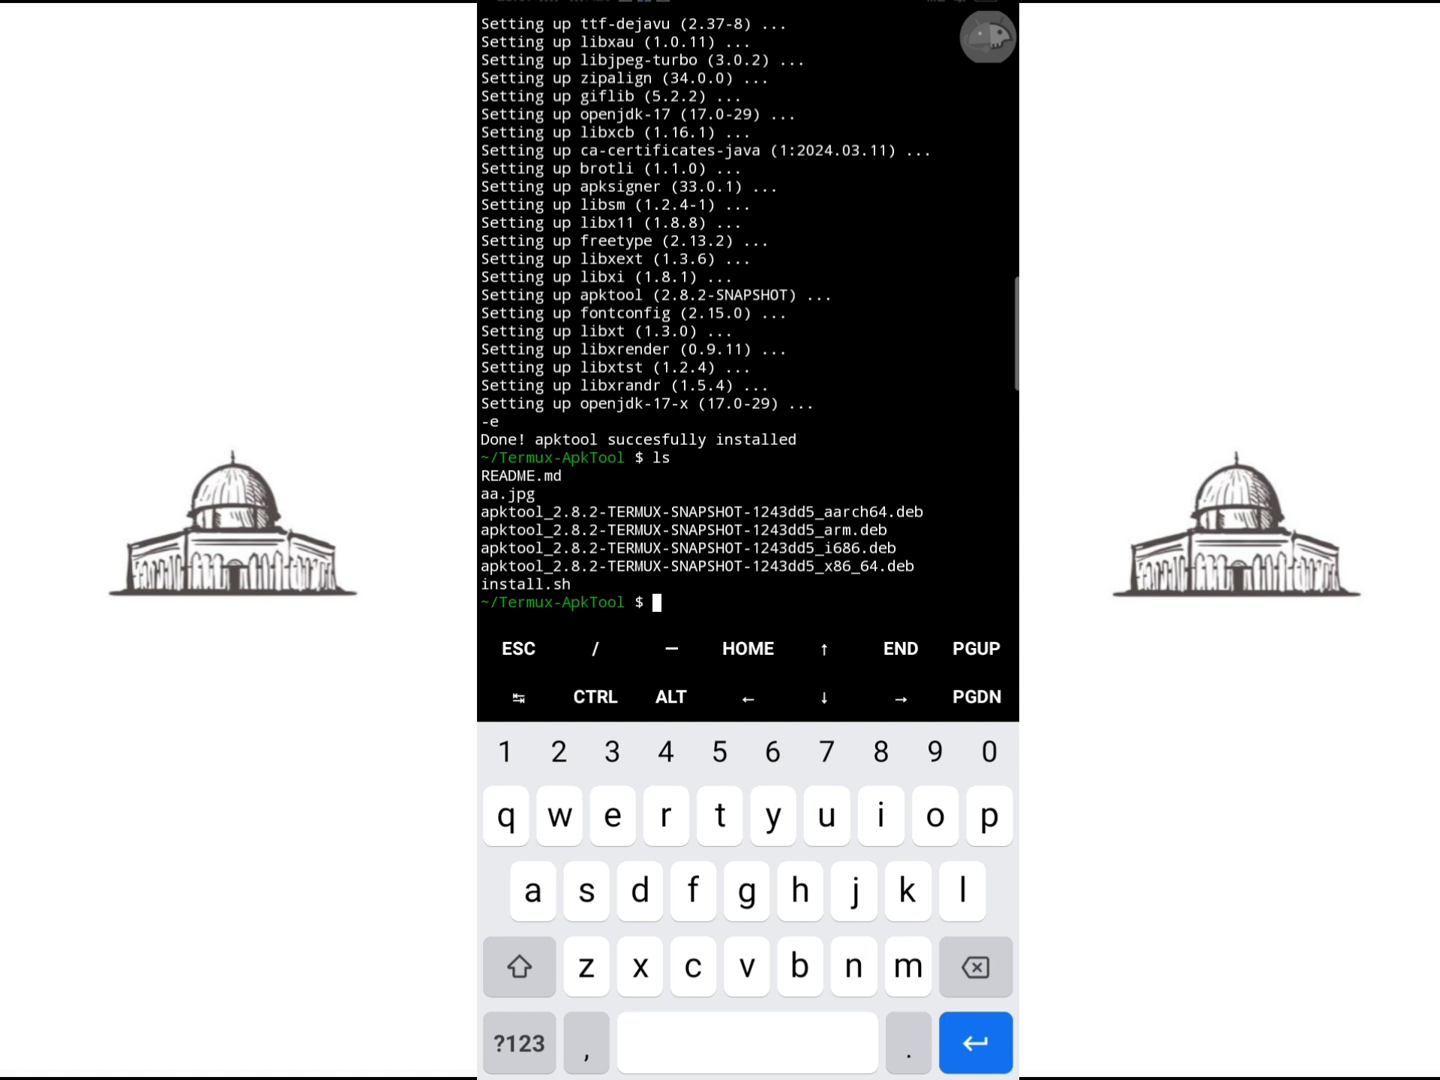 Setting up ttf-dejavu (2.37-8) ...
Setting up libxau (1.0.11) ...
Setting up libjpeg-turbo (3.0.2) ...
Setting up zipalign (34.0.0) ...
Setting up giflib (5.2.2) ...
Setting up openjdk-17 (17.0-29) ...
Setting up libxcb (1.16.1) ...
Setting up ca-certificates-java (1:2024.03.11) ...
Setting up brotli (1.1.0) ...
Setting up apksigner (33.0.1) ...
Setting up libsm (1.2.4-1) ...
Setting up libx11 (1.8.8) ...
Setting up freetype (2.13.2) ...
Setting up libxext (1.3.6) ...
Setting up libxi (1.8.1) ...
Setting up apktool (2.8.2-SNAPSHOT) ...
Setting up fontconfig (2.15.0) ...
Setting up libxt (1.3.0) ...
Setting up libxrender (0.9.11) ...
Setting up libxtst (1.2.4) ...
Setting up libxrandr (1.5.4) ...
Setting up openjdk-17-x (17.0-29) ...
-e
Done! apktool succesfully installed
~/Termux-ApkTool $ ls
README.md
aa.jpg
apktool_2.8.2-TERMUX-SNAPSHOT-1243dd5_aarch64.deb
apktool_2.8.2-TERMUX-SNAPSHOT-1243dd5_arm.deb
apktool_2.8.2-TERMUX-SNAPSHOT-1243dd5_i686.deb
apktool_2.8.2-TERMUX-SNAPSHOT-1243dd5_x86_64.deb
install.sh
~/Termux-ApkTool $
ESC / — HOME ↑ END PGUP
↹ CTRL ALT ← ↓ → PGDN
1 2 3 4 5 6 7 8 9 0
q w e r t y u i o p
a s d f g h j k l
z x c v b n m
?123 , .